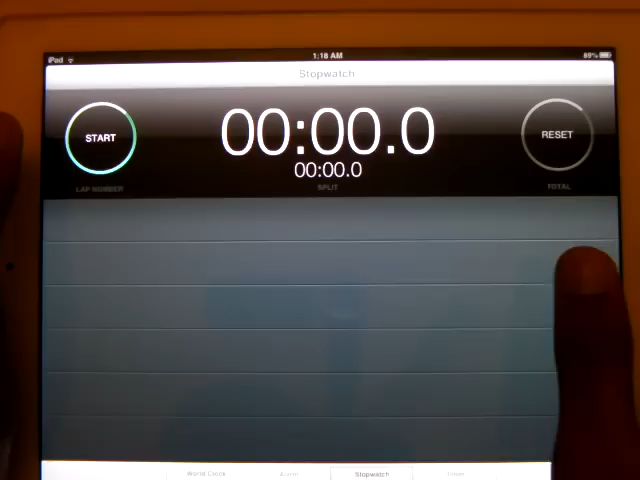 iPad 1:18 AM 89%
Stopwatch
START 00:00.0 RESET
00:00.0
LAP NUMBER SPLIT TOTAL
World Clock Alarm Stopwatch Timer